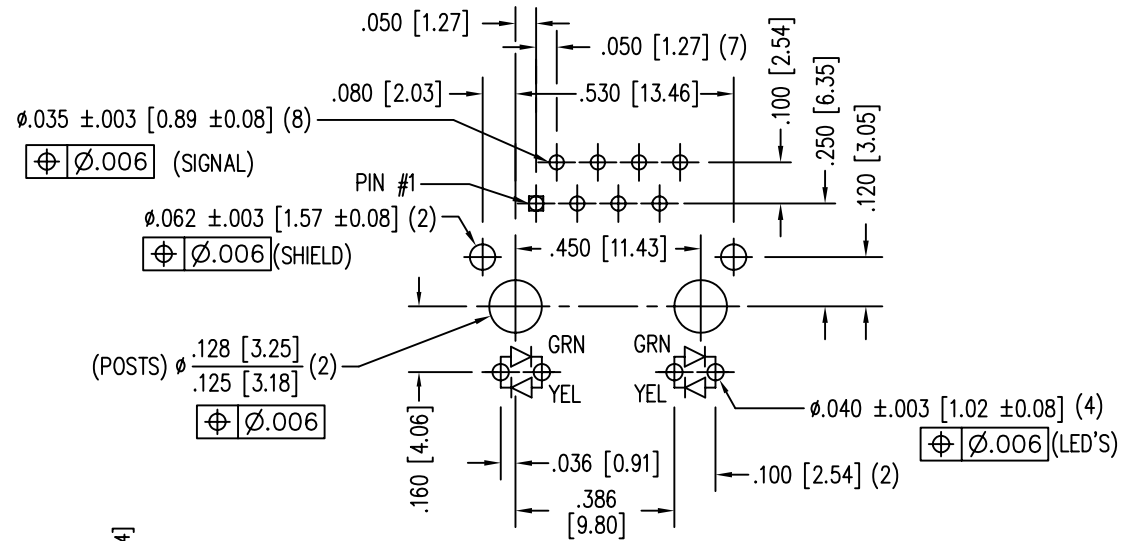 .050 [1.27]
.050 [1.27] (7)
.100 [2.54]
.250 [6.35]
.120 [3.05]
.080 [2.03]
.530 [13.46]
ø.035 ±.003 [0.89 ±0.08] (8)
⌖ Ø.006 (SIGNAL)
PIN #1
ø.062 ±.003 [1.57 ±0.08] (2)
⌖ Ø.006 (SHIELD)
.450 [11.43]
(POSTS) ø .128 [3.25]
.125 [3.18] (2)
⌖ Ø.006
GRN
YEL
GRN
YEL
ø.040 ±.003 [1.02 ±0.08] (4)
⌖ Ø.006 (LED'S)
.160 [4.06]
.036 [0.91]
.100 [2.54] (2)
.386
[9.80]
4]